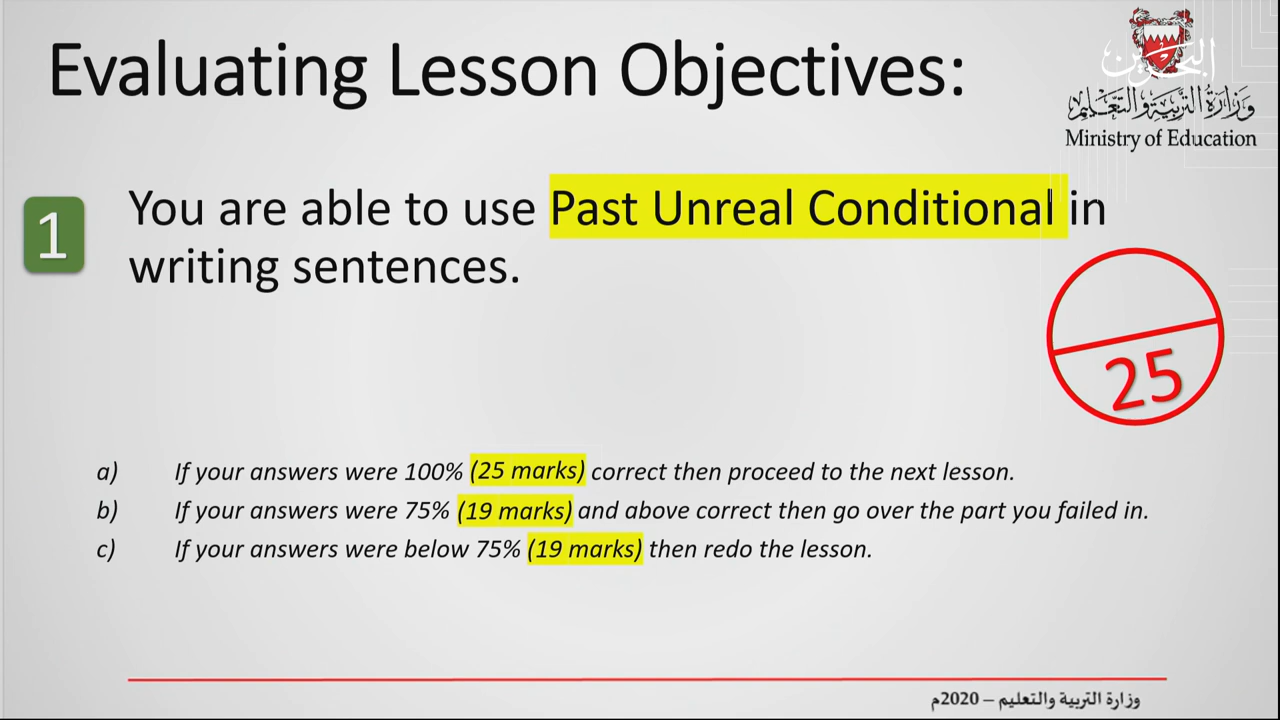 Evaluating Lesson Objectives:
البحرين
وزارة التربية والتعليم
Ministry of Education
1
You are able to use Past Unreal Conditional in
writing sentences.
25
a) If your answers were 100% (25 marks) correct then proceed to the next lesson.
b) If your answers were 75% (19 marks) and above correct then go over the part you failed in.
c) If your answers were below 75% (19 marks) then redo the lesson.
وزارة التربية والتعليم – 2020م